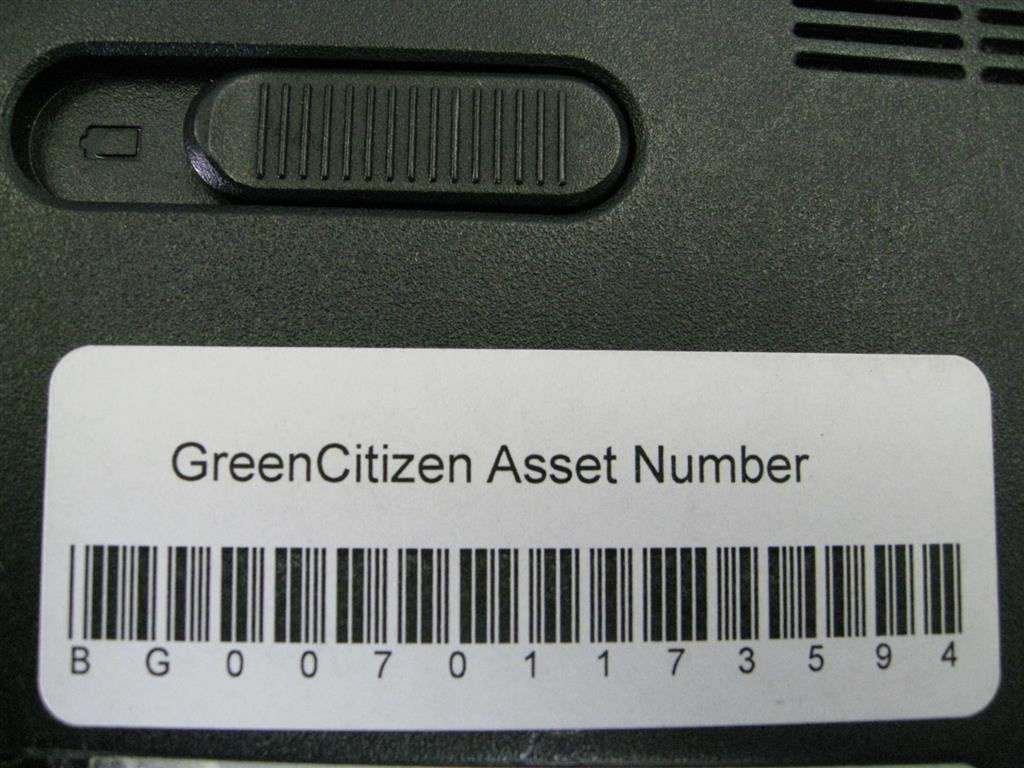 GreenCitizen Asset Number
B G 0 0 7 0 1 1 7 3 5 9 4